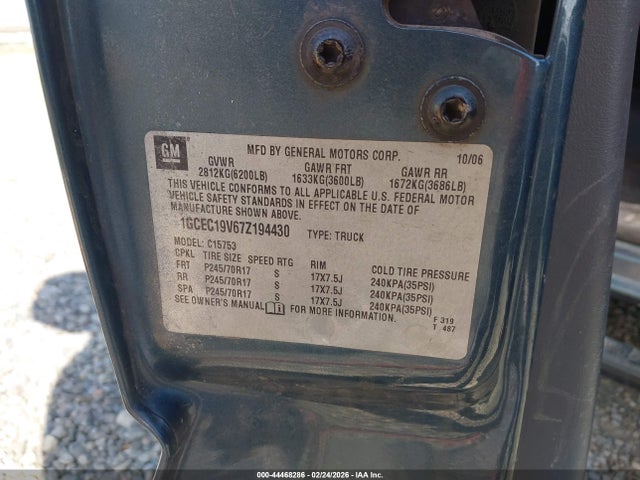 GM
MFD BY GENERAL MOTORS CORP. 10/06
GVWR GAWR FRT GAWR RR
2812KG(6200LB) 1633KG(3600LB) 1672KG(3686LB)
THIS VEHICLE CONFORMS TO ALL APPLICABLE U.S. FEDERAL MOTOR
VEHICLE SAFETY STANDARDS IN EFFECT ON THE DATE OF
MANUFACTURE SHOWN ABOVE.
1GCEC19V67Z194430 TYPE: TRUCK
MODEL: C15753
CPKL TIRE SIZE SPEED RTG RIM COLD TIRE PRESSURE
FRT P245/70R17 S 17X7.5J 240KPA(35PSI)
RR P245/70R17 S 17X7.5J 240KPA(35PSI)
SPA P245/70R17 S 17X7.5J 240KPA(35PSI)
SEE OWNER'S MANUAL FOR MORE INFORMATION.
F 319
T 487
000-44468286 - 02/24/2026 - IAA Inc.